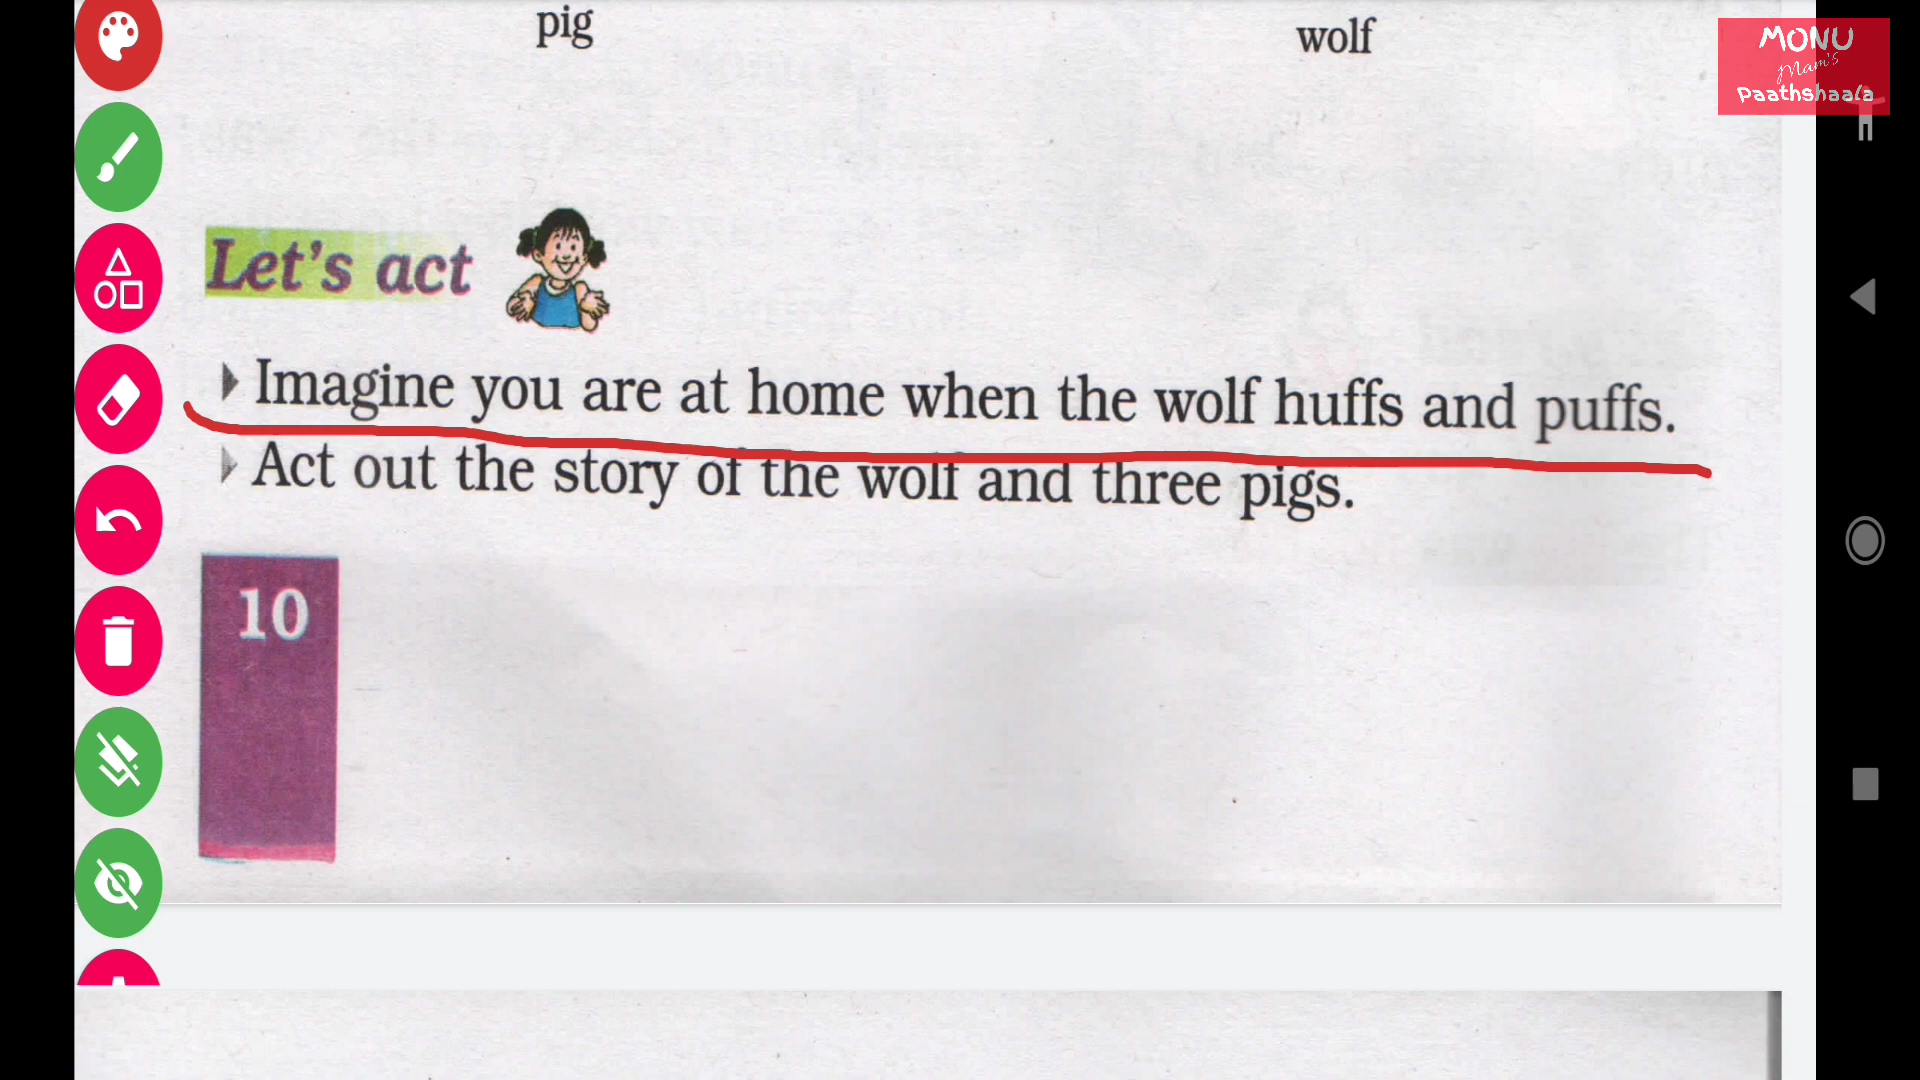 pig wolf
MONU
Mam's
Paathshaala
Let's act
Imagine you are at home when the wolf huffs and puffs.
Act out the story of the wolf and three pigs.
10